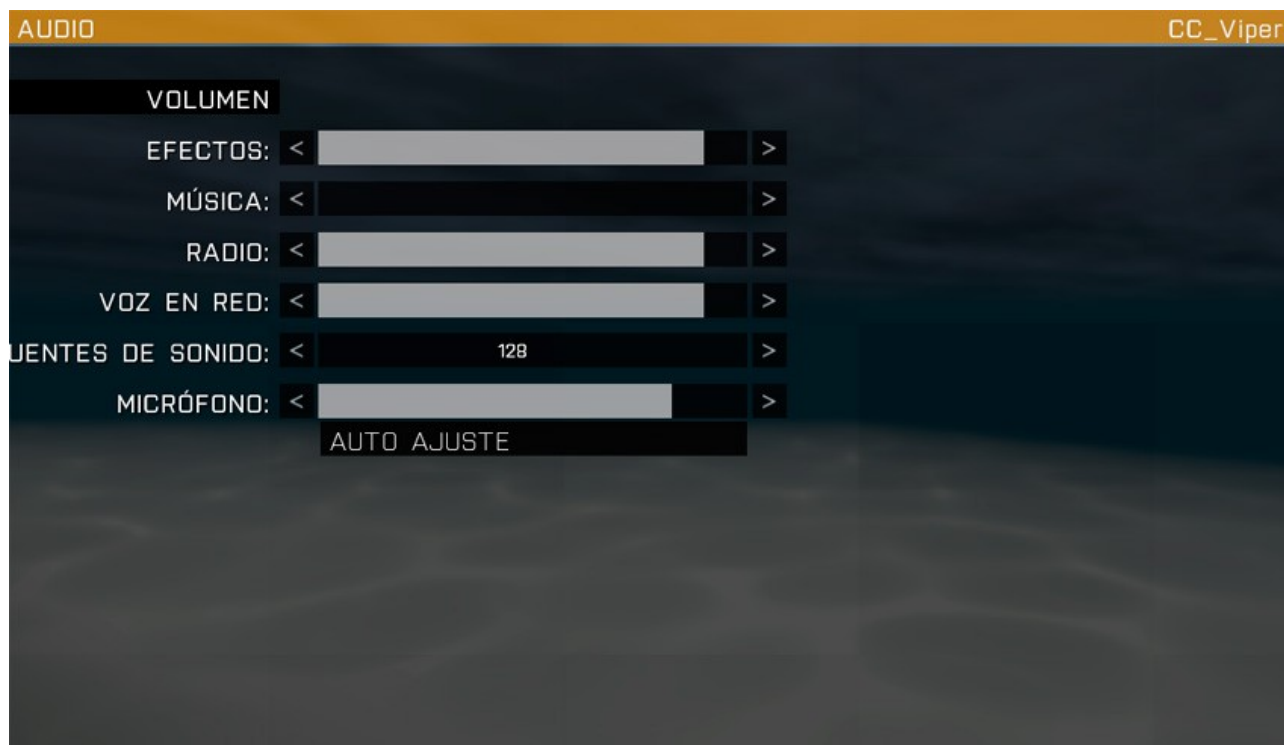 AUDIO CC_Viper
VOLUMEN
EFECTOS: < >
MÚSICA: < >
RADIO: < >
VOZ EN RED: < >
UENTES DE SONIDO: < 128 >
MICRÓFONO: < >
AUTO AJUSTE